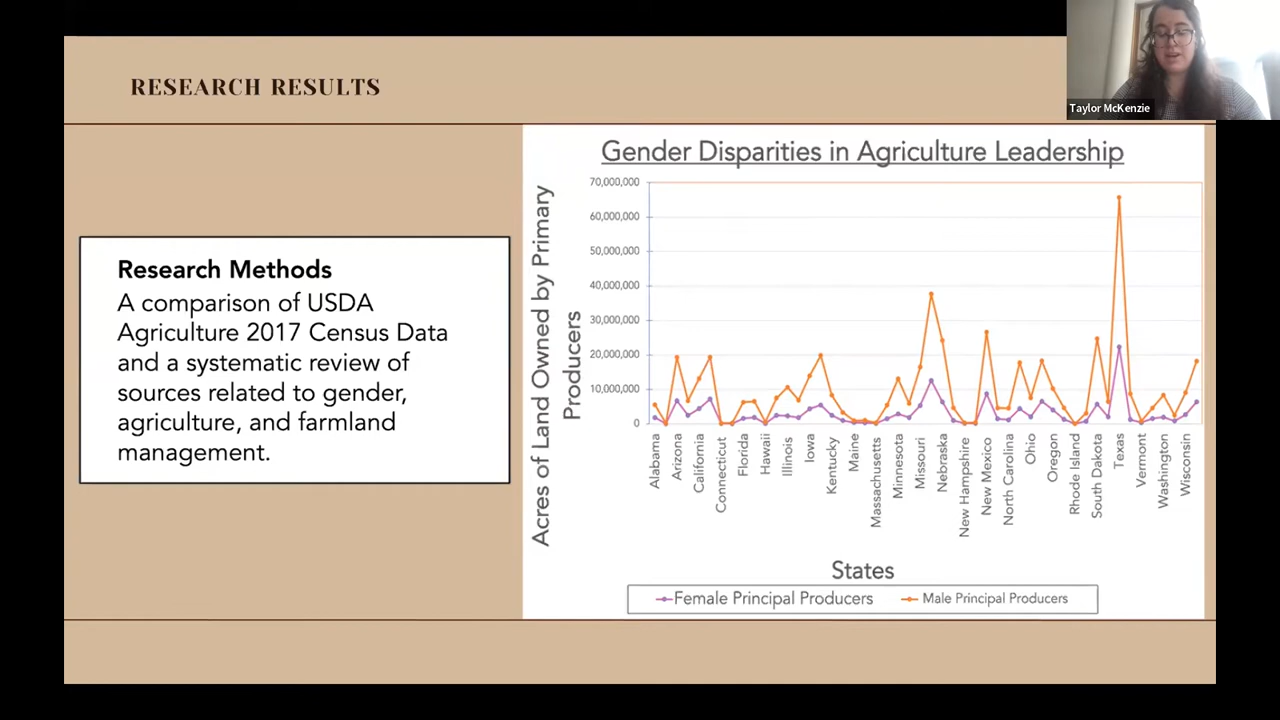 RESEARCH RESULTS
Taylor McKenzie
Research Methods
A comparison of USDA
Agriculture 2017 Census Data
and a systematic review of
sources related to gender,
agriculture, and farmland
management.
Gender Disparities in Agriculture Leadership
Acres of Land Owned by Primary
Producers
70,000,000
60,000,000
50,000,000
40,000,000
30,000,000
20,000,000
10,000,000
0
Alabama
Arizona
California
Connecticut
Florida
Hawaii
Illinois
Iowa
Kentucky
Maine
Massachusetts
Minnesota
Missouri
Nebraska
New Hampshire
New Mexico
North Carolina
Ohio
Oregon
Rhode Island
South Dakota
Texas
Vermont
Washington
Wisconsin
States
Female Principal Producers
Male Principal Producers